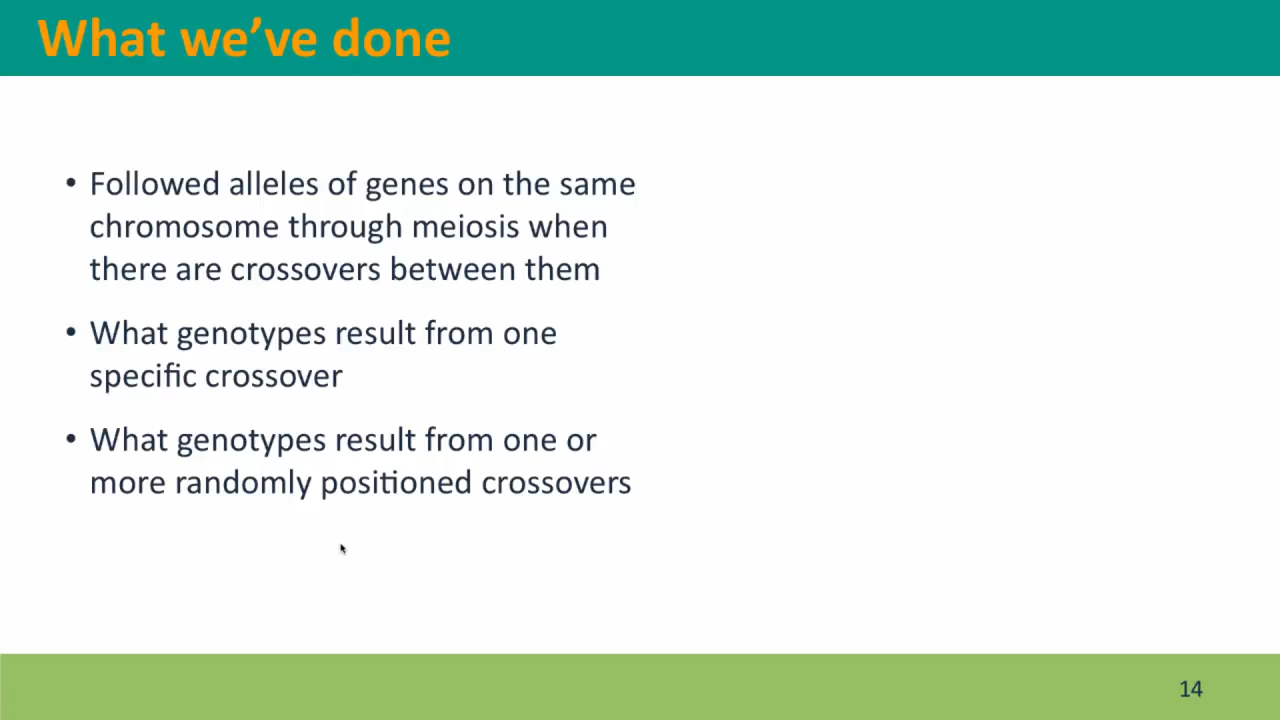 What we’ve done
• Followed alleles of genes on the same
chromosome through meiosis when
there are crossovers between them
• What genotypes result from one
specific crossover
• What genotypes result from one or
more randomly positioned crossovers
14